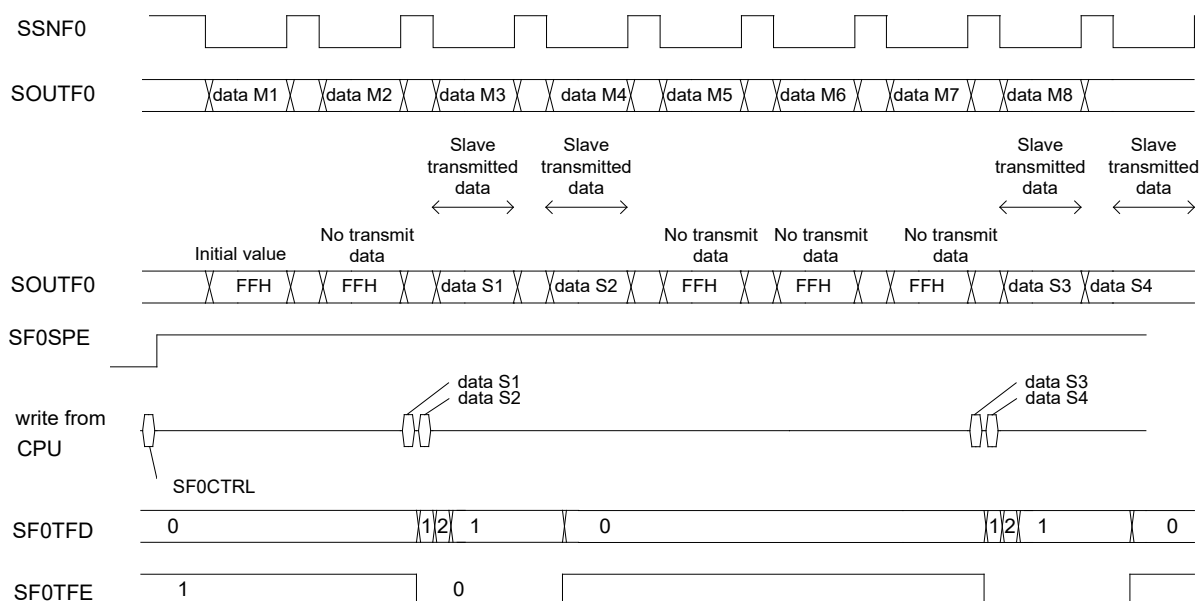 SSNF0
SOUTF0
data M1 data M2 data M3 data M4 data M5 data M6 data M7 data M8
Slave Slave Slave Slave
transmitted transmitted transmitted transmitted
data data data data
Initial value No transmit No transmit No transmit No transmit
data data data data
SOUTF0
FFH FFH data S1 data S2 FFH FFH FFH data S3 data S4
SF0SPE
data S1 data S3
data S2 data S4
write from
CPU
SF0CTRL
SF0TFD
0 1 2 1 0 1 2 1 0
SF0TFE
1 0